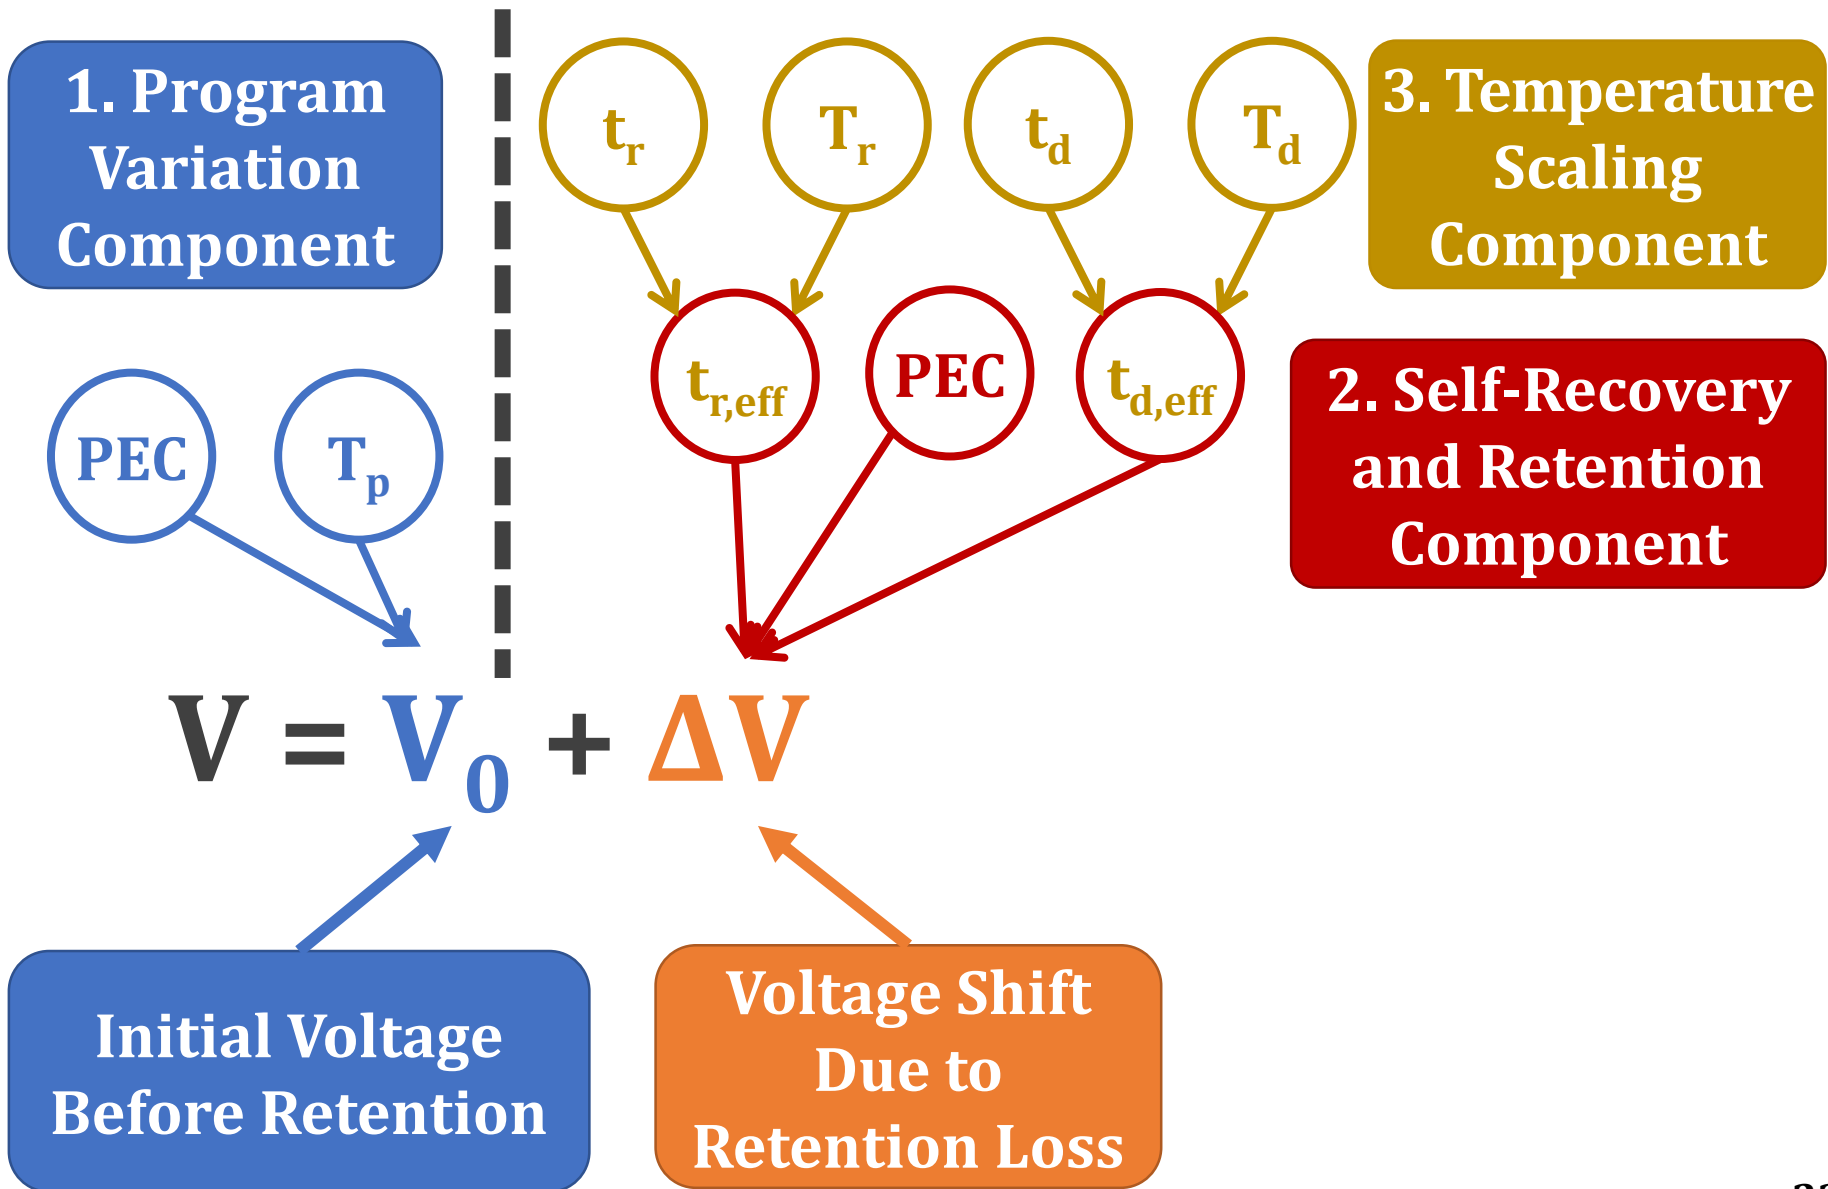 1. Program
Variation
Component
t_r
T_r
t_d
T_d
3. Temperature
Scaling
Component
PEC
T_p
t_r,eff
PEC
t_d,eff
2. Self-Recovery
and Retention
Component
V = V_0 + ΔV
Initial Voltage
Before Retention
Voltage Shift
Due to
Retention Loss